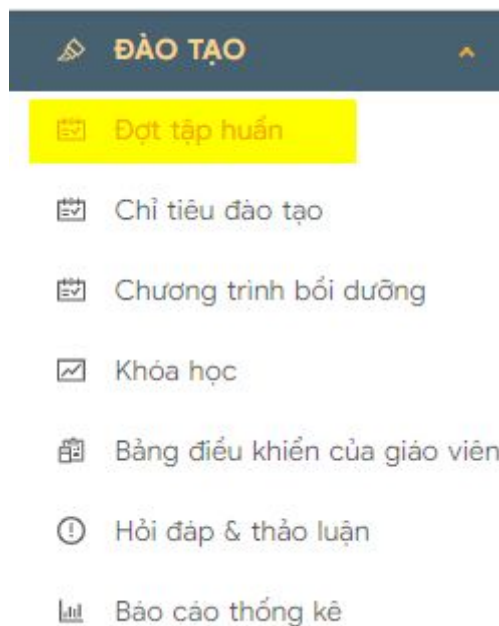 ĐÀO TẠO
Đợt tập huấn
Chỉ tiêu đào tạo
Chương trình bồi dưỡng
Khóa học
Bảng điều khiển của giáo viên
Hỏi đáp & thảo luận
Báo cáo thống kê